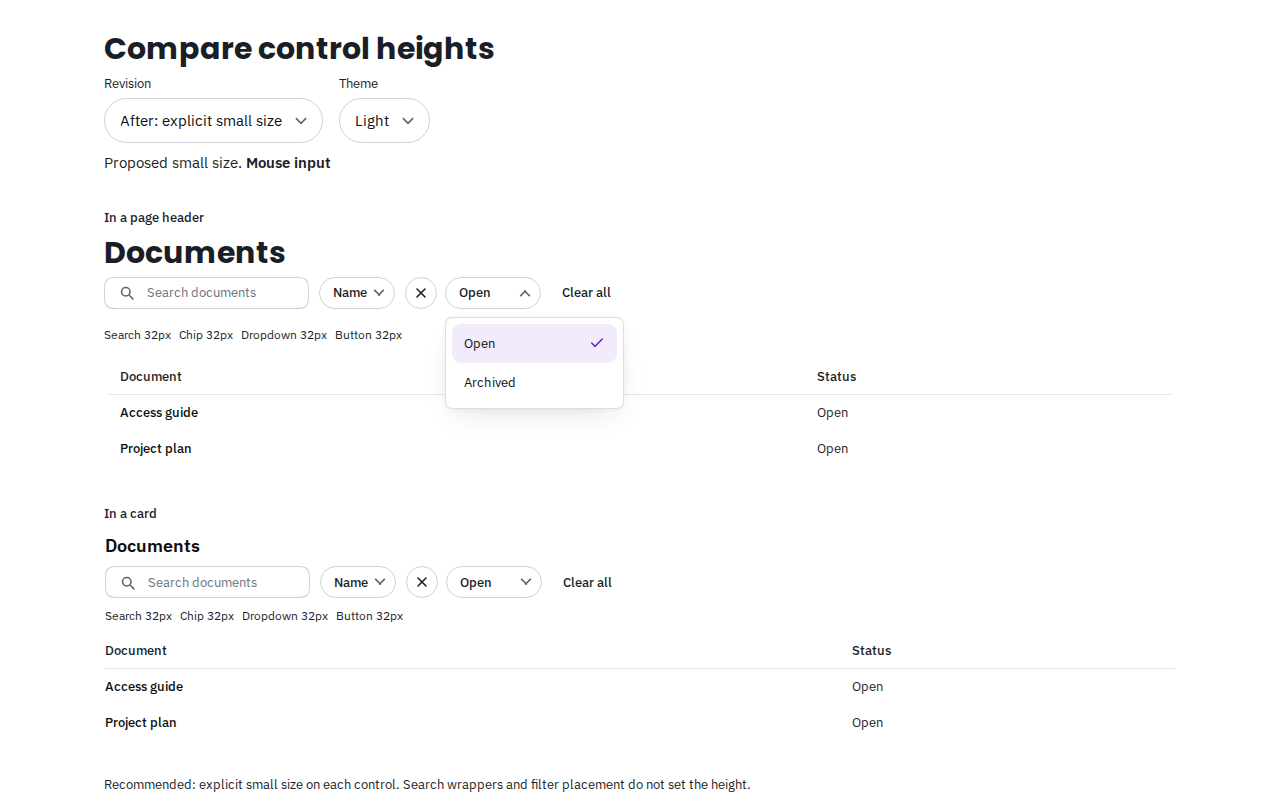 Compare control heights
Revision Theme
After: explicit small size Light
Proposed small size. Mouse input
In a page header
Documents
Search documents Name Open Clear all
Search 32px Chip 32px Dropdown 32px Button 32px
Open
Archived
Document Status
Access guide Open
Project plan Open
In a card
Documents
Search documents Name Open Clear all
Search 32px Chip 32px Dropdown 32px Button 32px
Document Status
Access guide Open
Project plan Open
Recommended: explicit small size on each control. Search wrappers and filter placement do not set the height.